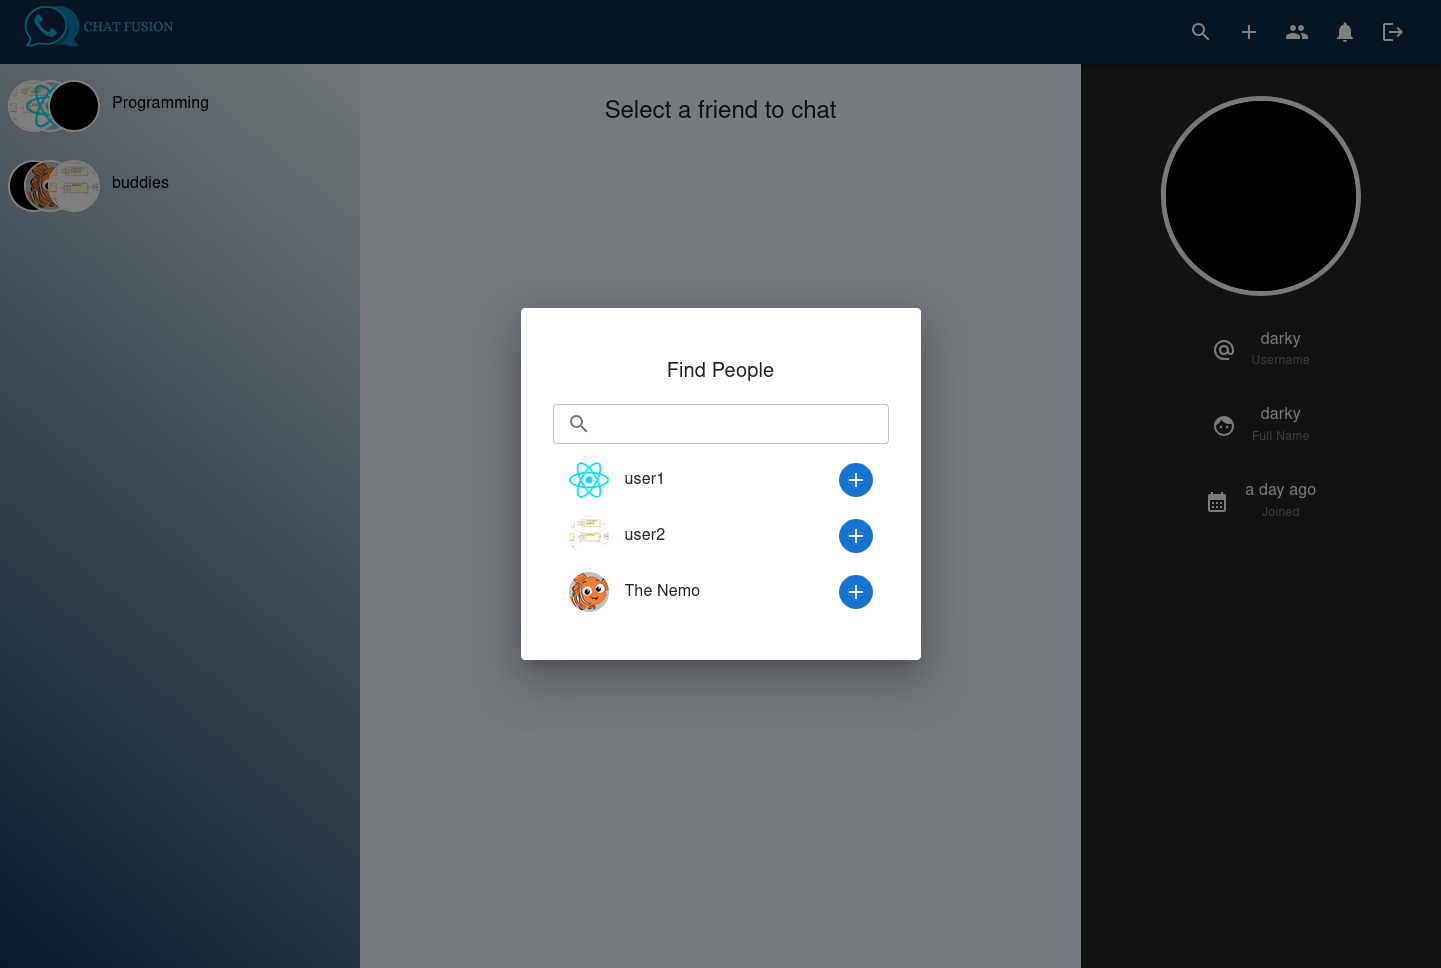 CHAT FUSION
Programming
buddies
Select a friend to chat
Find People
user1
user2
The Nemo
darky
Username
darky
Full Name
a day ago
Joined